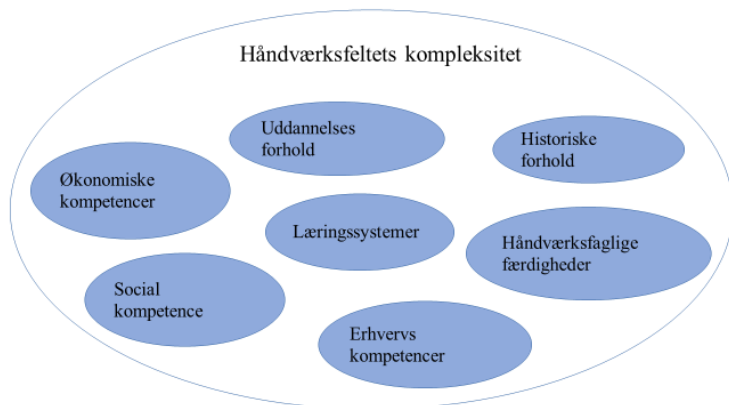 Håndværksfeltets kompleksitet
Uddannelses
forhold
Historiske
forhold
Økonomiske
kompetencer
Læringssystemer
Håndværksfaglige
færdigheder
Social
kompetence
Erhvervs
kompetencer